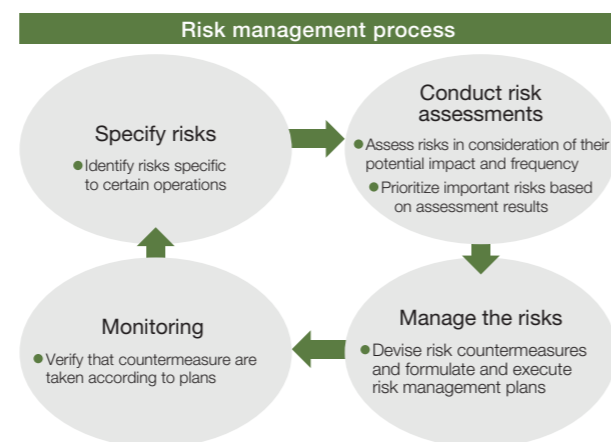 Risk management process
Specify risks
●Identify risks specific
to certain operations
Conduct risk
assessments
●Assess risks in consideration of their
potential impact and frequency
●Prioritize important risks based
on assessment results
Monitoring
●Verify that countermeasure are
taken according to plans
Manage the risks
●Devise risk countermeasures
and formulate and execute
risk management plans